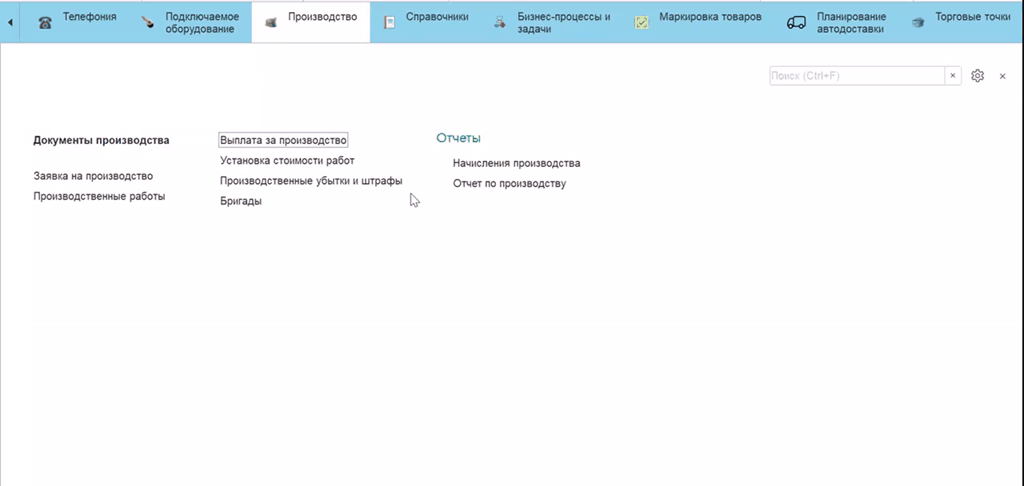 Телефония
Подключаемое
оборудование
Производство
Справочники
Бизнес-процессы и
задачи
Маркировка товаров
Планирование
автодоставки
Торговые точки
Поиск (Ctrl+F)
Документы производства
Заявка на производство
Производственные работы
Выплата за производство
Установка стоимости работ
Производственные убытки и штрафы
Бригады
Отчеты
Начисления производства
Отчет по производству